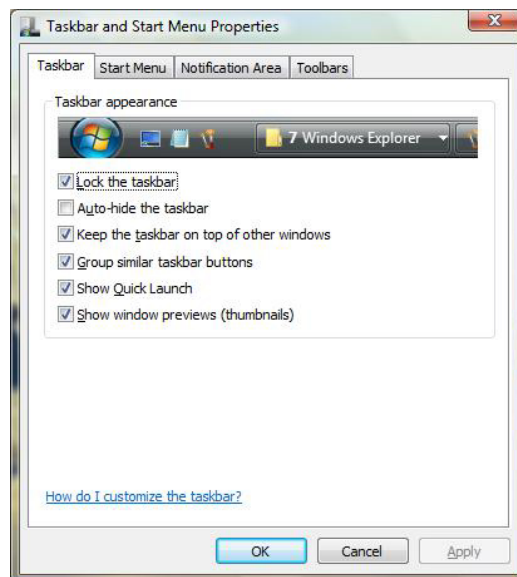 Taskbar and Start Menu Properties
Taskbar Start Menu Notification Area Toolbars
Taskbar appearance
7 Windows Explorer
Lock the taskbar
Auto-hide the taskbar
Keep the taskbar on top of other windows
Group similar taskbar buttons
Show Quick Launch
Show window previews (thumbnails)
How do I customize the taskbar?
OK Cancel Apply